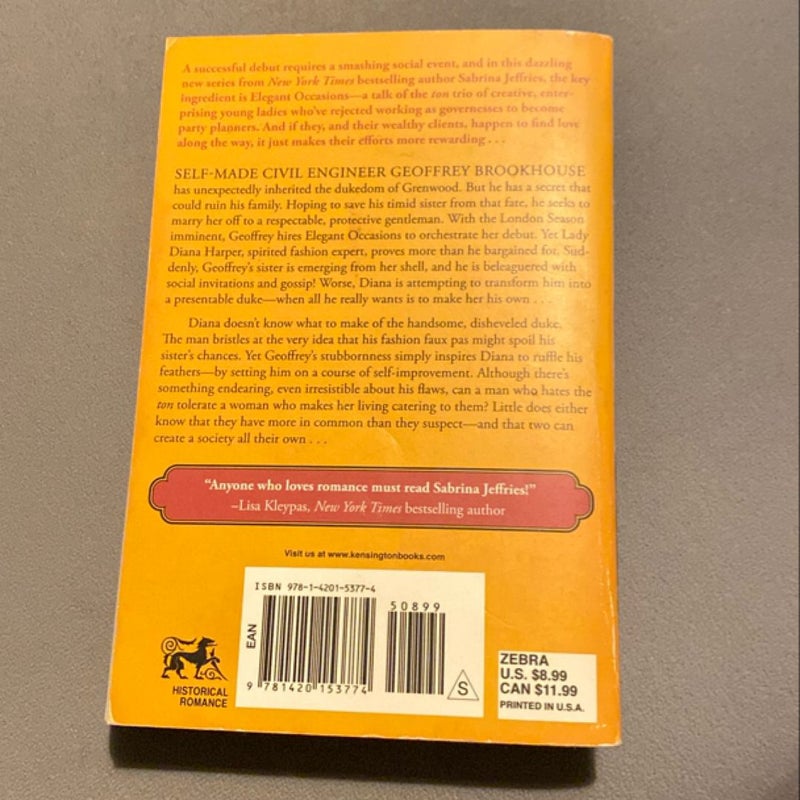 A successful debut requires a smashing social event, and in this dazzling
new series from New York Times bestselling author Sabrina Jeffries, the key
ingredient is Elegant Occasions—a talk of the ton trio of creative, enter-
prising young ladies who've rejected working as governesses to become
party planners. And if they, and their wealthy clients, happen to find love
along the way, it just makes their efforts more rewarding . . .
SELF-MADE CIVIL ENGINEER GEOFFREY BROOKHOUSE
has unexpectedly inherited the dukedom of Grenwood. But he has a secret that
could ruin his family. Hoping to save his timid sister from that fate, he seeks to
marry her off to a respectable, protective gentleman. With the London Season
imminent, Geoffrey hires Elegant Occasions to orchestrate her debut. Yet Lady
Diana Harper, spirited fashion expert, proves more than he bargained for. Sud-
denly, Geoffrey's sister is emerging from her shell, and he is beleaguered with
social invitations and gossip! Worse, Diana is attempting to transform him into
a presentable duke—when all he really wants is to make her his own . . .
Diana doesn't know what to make of the handsome, disheveled duke.
The man bristles at the very idea that his fashion faux pas might spoil his
sister's chances. Yet Geoffrey's stubbornness simply inspires Diana to ruffle his
feathers—by setting him on a course of self-improvement. Although there's
something endearing, even irresistible about his flaws, can a man who hates the
ton tolerate a woman who makes her living catering to them? Little does either
know that they have more in common than they suspect—and that two can
create a society all their own . . .
"Anyone who loves romance must read Sabrina Jeffries!"
–Lisa Kleypas, New York Times bestselling author
Visit us at www.kensingtonbooks.com
ISBN 978-1-4201-5377-4
50899
EAN
9 781420 153774
S
HISTORICAL
ROMANCE
ZEBRA
U.S. $8.99
CAN $11.99
PRINTED IN U.S.A.